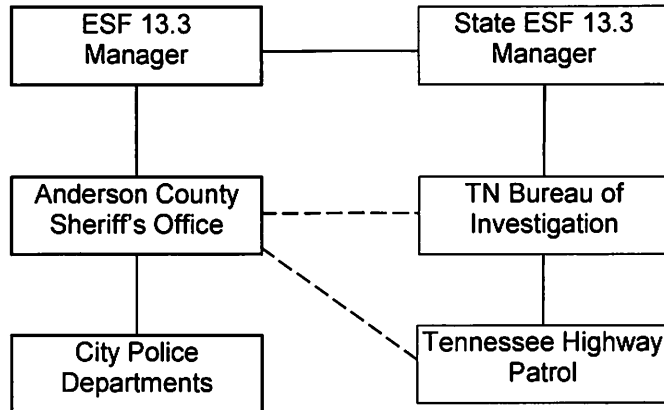 ESF 13.3
Manager
State ESF 13.3
Manager
Anderson County
Sheriff's Office
TN Bureau of
Investigation
City Police
Departments
Tennessee Highway
Patrol